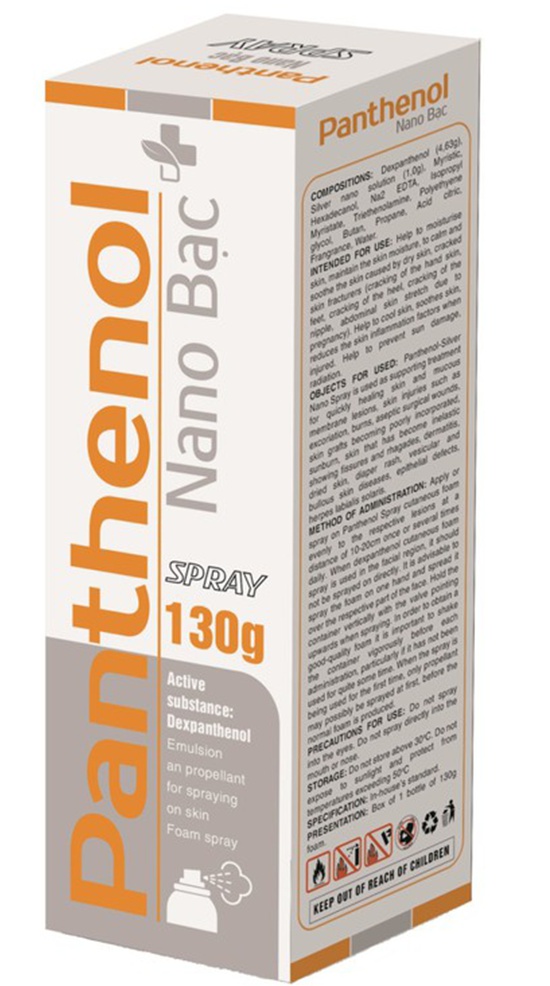 SPRAY
Nano Bạc
Panthenol
Panthenol
Nano Bạc
SPRAY
130g
Active
substance:
Dexpanthenol
Emulsion
an propellant
for spraying
on skin
Foam spray
Panthenol
Nano Bạc
COMPOSITIONS: Dexpanthenol (4,63g),
Silver nano solution (1,0g), Myristic,
Hexadecanol, Na2 EDTA, Isopropyl
Myristate, Triethenolamine, Polyethyene
glycol, Butan, Propane, Acid citric,
Frangrance, Water.
INTENDED FOR USE: Help to moisturise
skin, maintain the skin moisture, to calm and
soothe the skin caused by dry skin, cracked
skin fracturers (cracking of the hand skin,
feet, cracking of the heel, cracking of the
nipple, abdominal skin stretch due to
pregnancy). Help to cool skin, soothes skin,
reduces the skin inflammation factors when
injured. Help to prevent sun damage,
radiation.
OBJECTS FOR USED: Panthenol-Silver
Nano Spray is used as supporting treatment
for quickly healing skin and mucous
membrane lesions, skin injuries such as
excoriation, burns, aseptic surgical wounds,
skin grafts becoming poorly incorporated,
sunburn, skin that has become inelastic
showing fissures and rhagades, dermatitis,
dried skin, diaper rash, vesicular and
bullous skin diseases, epithelial defects,
herpes labialis solaris.
METHOD OF ADMINISTRATION: Apply or
spray on Panthenol Spray cutaneous foam
evenly to the respective lasions at a
distance of 10-20cm once or several times
daily. When dexpanthenol cutaneous foam
spray is used in the facial region, it should
not be sprayed on directly. It is advisable to
spray the foam on one hand and spread it
over the respective part of the face. Hold the
container vertically with the valve pointing
upwards when spraying. In order to obtain a
good-quality foam it is important to shake
the container vigorously before each
administration, particularly if it has not been
used for quite some time. When the spray is
being used for the first time, only propellant
may possibly be sprayed at first, before the
normal foam is produced.
PRECAUTIONS FOR USE: Do not spray
into the eyes. Do not spray directly into the
mouth or nose.
STORAGE: Do not store above 30°C. Do not
expose to sunlight and protect from
temperatures exceeding 50°C
SPECIFICATION: In-house's standard.
PRESENTATION: Box of 1 bottle of 130g
foam.
KEEP OUT OF REACH OF CHILDREN